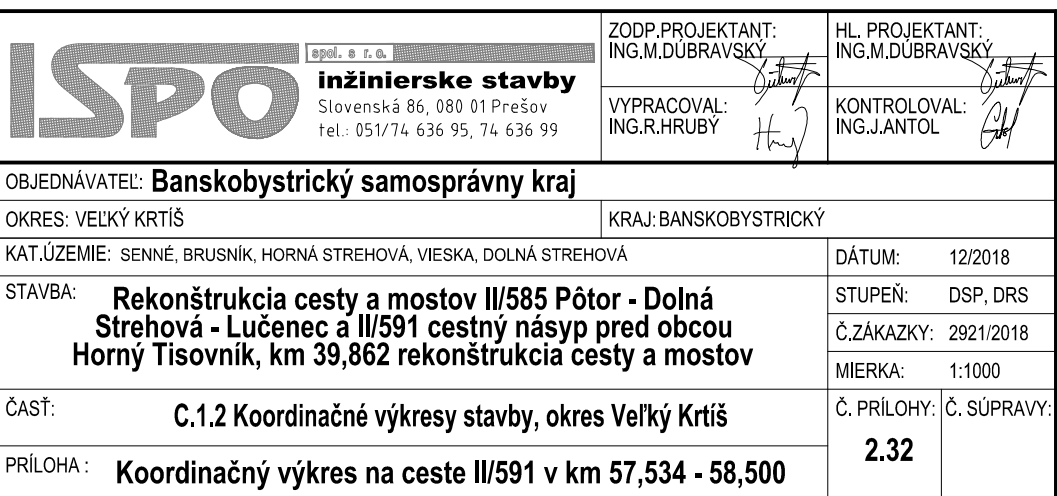 ISPO
spol. s r.o.
inžinierske stavby
Slovenská 86, 080 01 Prešov
tel.: 051/74 636 95, 74 636 99
ZODP.PROJEKTANT:
ING.M.DÚBRAVSKÝ
HL. PROJEKTANT:
ING.M.DÚBRAVSKÝ
VYPRACOVAL:
ING.R.HRUBÝ
KONTROLOVAL:
ING.J.ANTOL
OBJEDNÁVATEĽ: Banskobystrický samosprávny kraj
OKRES: VEĽKÝ KRTÍŠ
KRAJ: BANSKOBYSTRICKÝ
KAT.ÚZEMIE: SENNÉ, BRUSNÍK, HORNÁ STREHOVÁ, VIESKA, DOLNÁ STREHOVÁ
DÁTUM: 12/2018
STAVBA: Rekonštrukcia cesty a mostov II/585 Pôtor - Dolná
Strehová - Lučenec a II/591 cestný násyp pred obcou
Horný Tisovník, km 39,862 rekonštrukcia cesty a mostov
STUPEŇ: DSP, DRS
Č.ZÁKAZKY: 2921/2018
MIERKA: 1:1000
ČASŤ: C.1.2 Koordinačné výkresy stavby, okres Veľký Krtíš
Č. PRÍLOHY: Č. SÚPRAVY:
2.32
PRÍLOHA : Koordinačný výkres na ceste II/591 v km 57,534 - 58,500